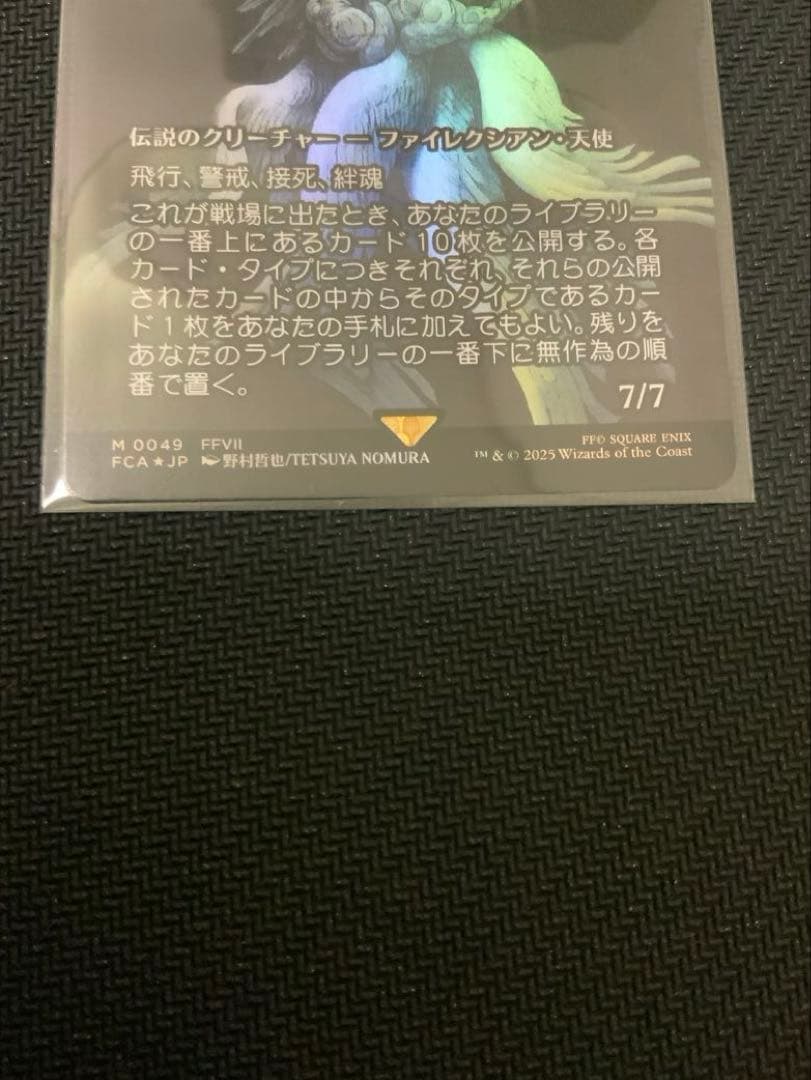 伝説のクリーチャー — ファイレクシアン・天使
飛行、警戒、接死、絆魂
これが戦場に出たとき、あなたのライブラリー
の一番上にあるカード10枚を公開する。各
カード・タイプにつきそれぞれ、それらの公開
されたカードの中からそのタイプであるカー
ド1枚をあなたの手札に加えてもよい。残りを
あなたのライブラリーの一番下に無作為の順
番で置く。
7/7
M 0049 FFVII
FCA★JP 野村哲也/TETSUYA NOMURA
FF© SQUARE ENIX
™ & © 2025 Wizards of the Coast